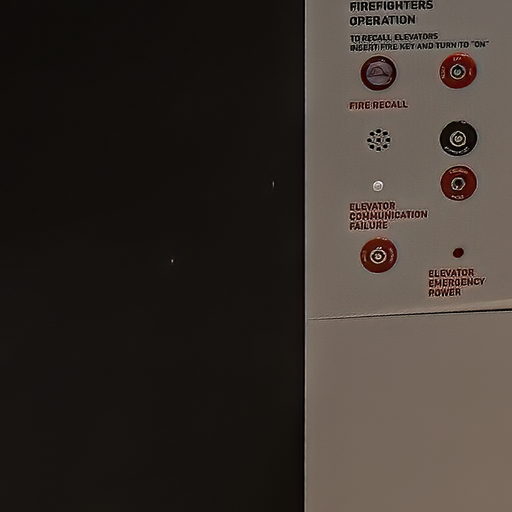 FIREFIGHTERS
OPERATION
TO RECALL ELEVATORS
INSERT FIRE KEY AND TURN TO "ON"
FIRE RECALL
ELEVATOR
COMMUNICATION
FAILURE
ELEVATOR
EMERGENCY
POWER